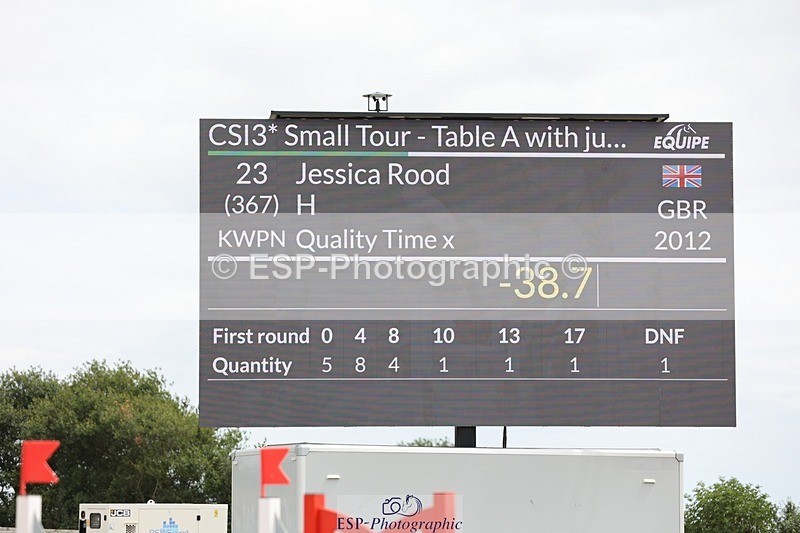 CSI3* Small Tour - Table A with ju... EQUIPE
23 Jessica Rood
(367) H GBR
KWPN Quality Time x 2012
© ESP-Photographic ©
-38.7
First round 0 4 8 10 13 17 DNF
Quantity 5 8 4 1 1 1 1
JCB
ESP-Photographic